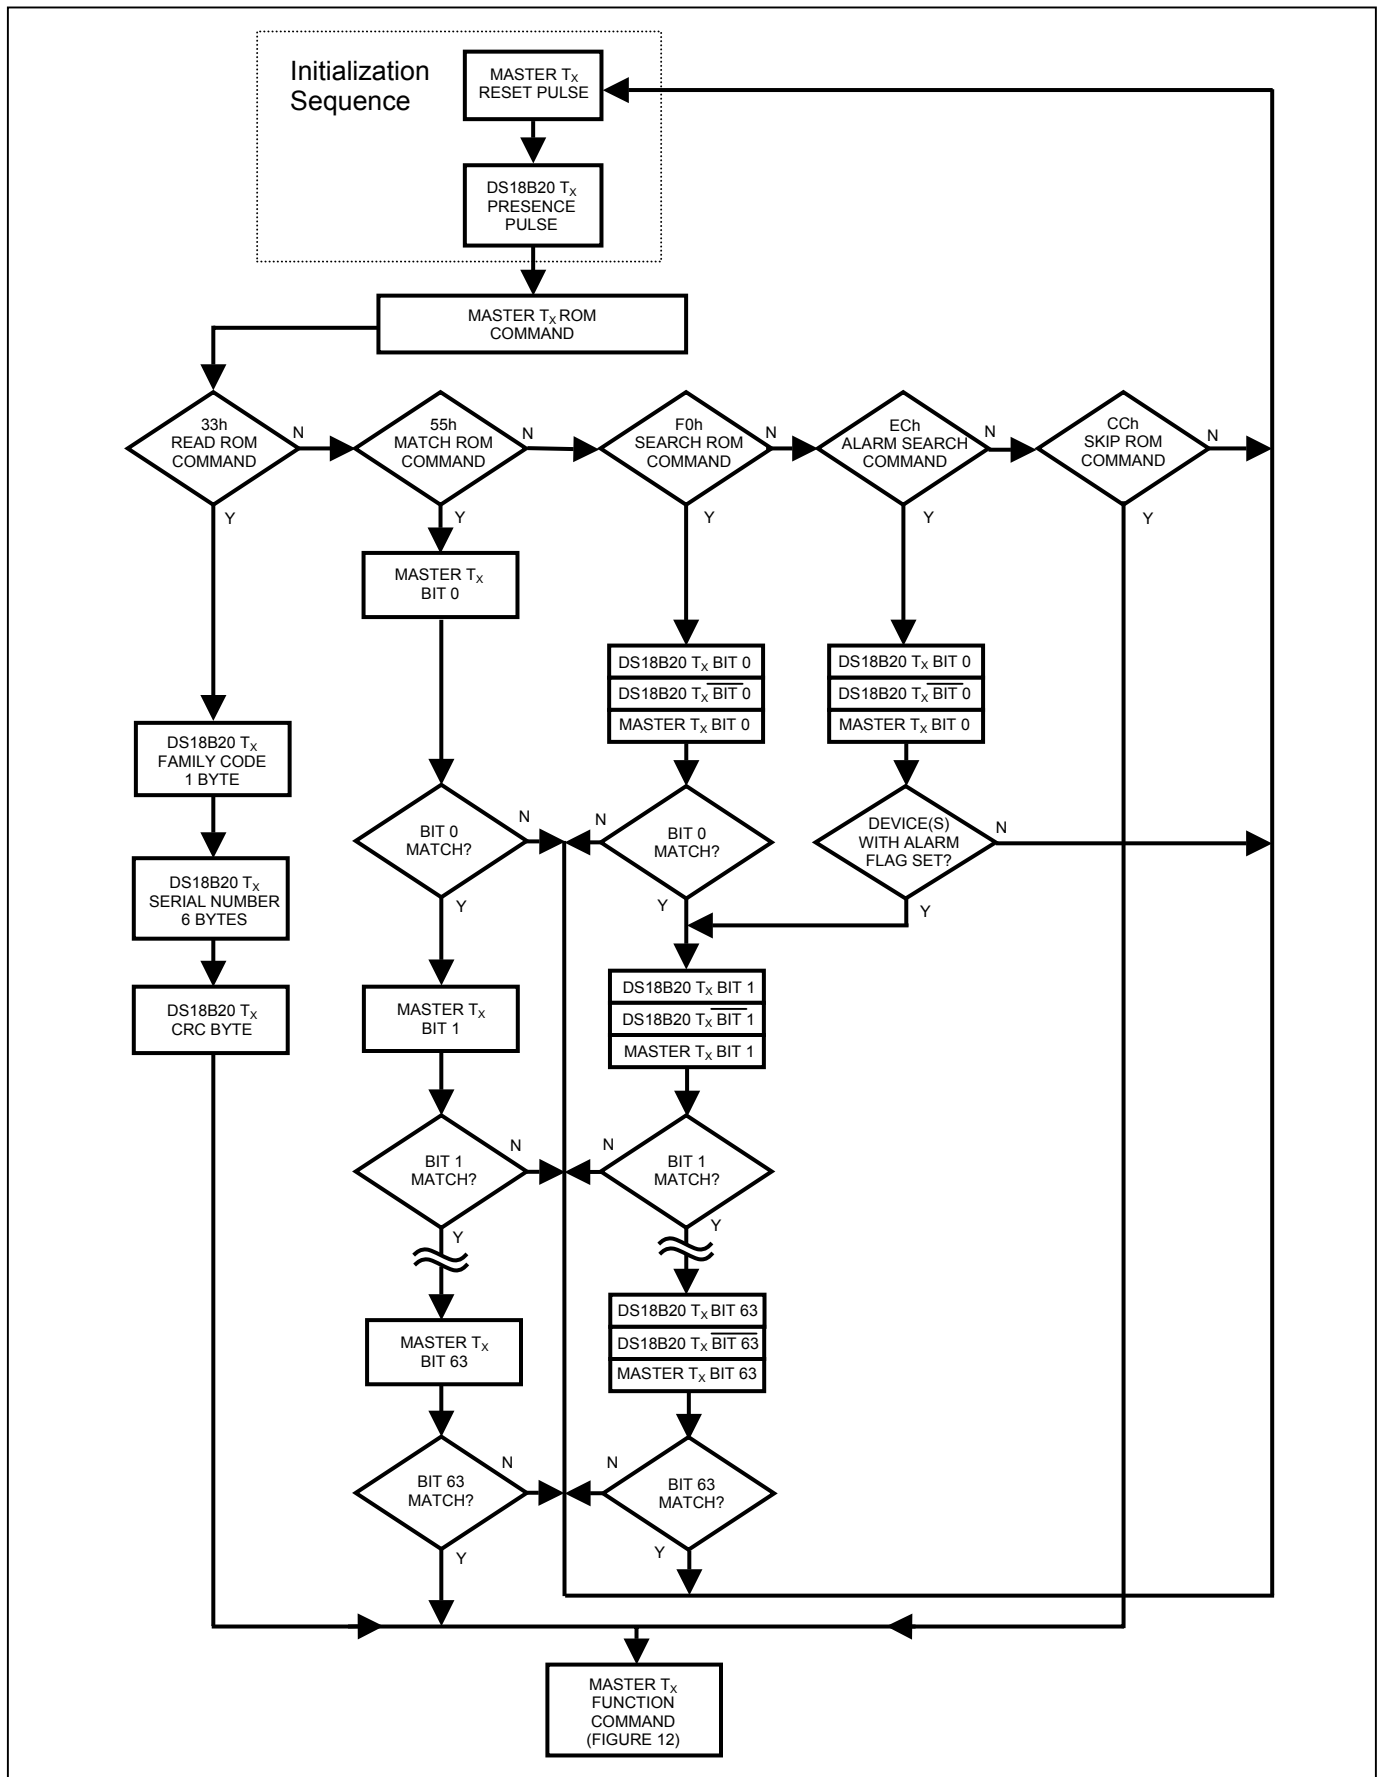 Initialization
Sequence
MASTER TX
RESET PULSE
DS18B20 TX
PRESENCE
PULSE
MASTER TX ROM
COMMAND
33h
READ ROM
COMMAND
N
Y
55h
MATCH ROM
COMMAND
N
Y
F0h
SEARCH ROM
COMMAND
N
Y
ECh
ALARM SEARCH
COMMAND
N
Y
CCh
SKIP ROM
COMMAND
N
Y
DS18B20 TX
FAMILY CODE
1 BYTE
DS18B20 TX
SERIAL NUMBER
6 BYTES
DS18B20 TX
CRC BYTE
MASTER TX
BIT 0
BIT 0
MATCH?
N
Y
MASTER TX
BIT 1
BIT 1
MATCH?
N
Y
MASTER TX
BIT 63
BIT 63
MATCH?
N
Y
DS18B20 TX BIT 0
DS18B20 TX BIT 0
MASTER TX BIT 0
N
BIT 0
MATCH?
Y
DS18B20 TX BIT 1
DS18B20 TX BIT 1
MASTER TX BIT 1
N
BIT 1
MATCH?
Y
DS18B20 TX BIT 63
DS18B20 TX BIT 63
MASTER TX BIT 63
N
BIT 63
MATCH?
Y
DS18B20 TX BIT 0
DS18B20 TX BIT 0
MASTER TX BIT 0
DEVICE(S)
WITH ALARM
FLAG SET?
N
Y
MASTER TX
FUNCTION
COMMAND
(FIGURE 12)